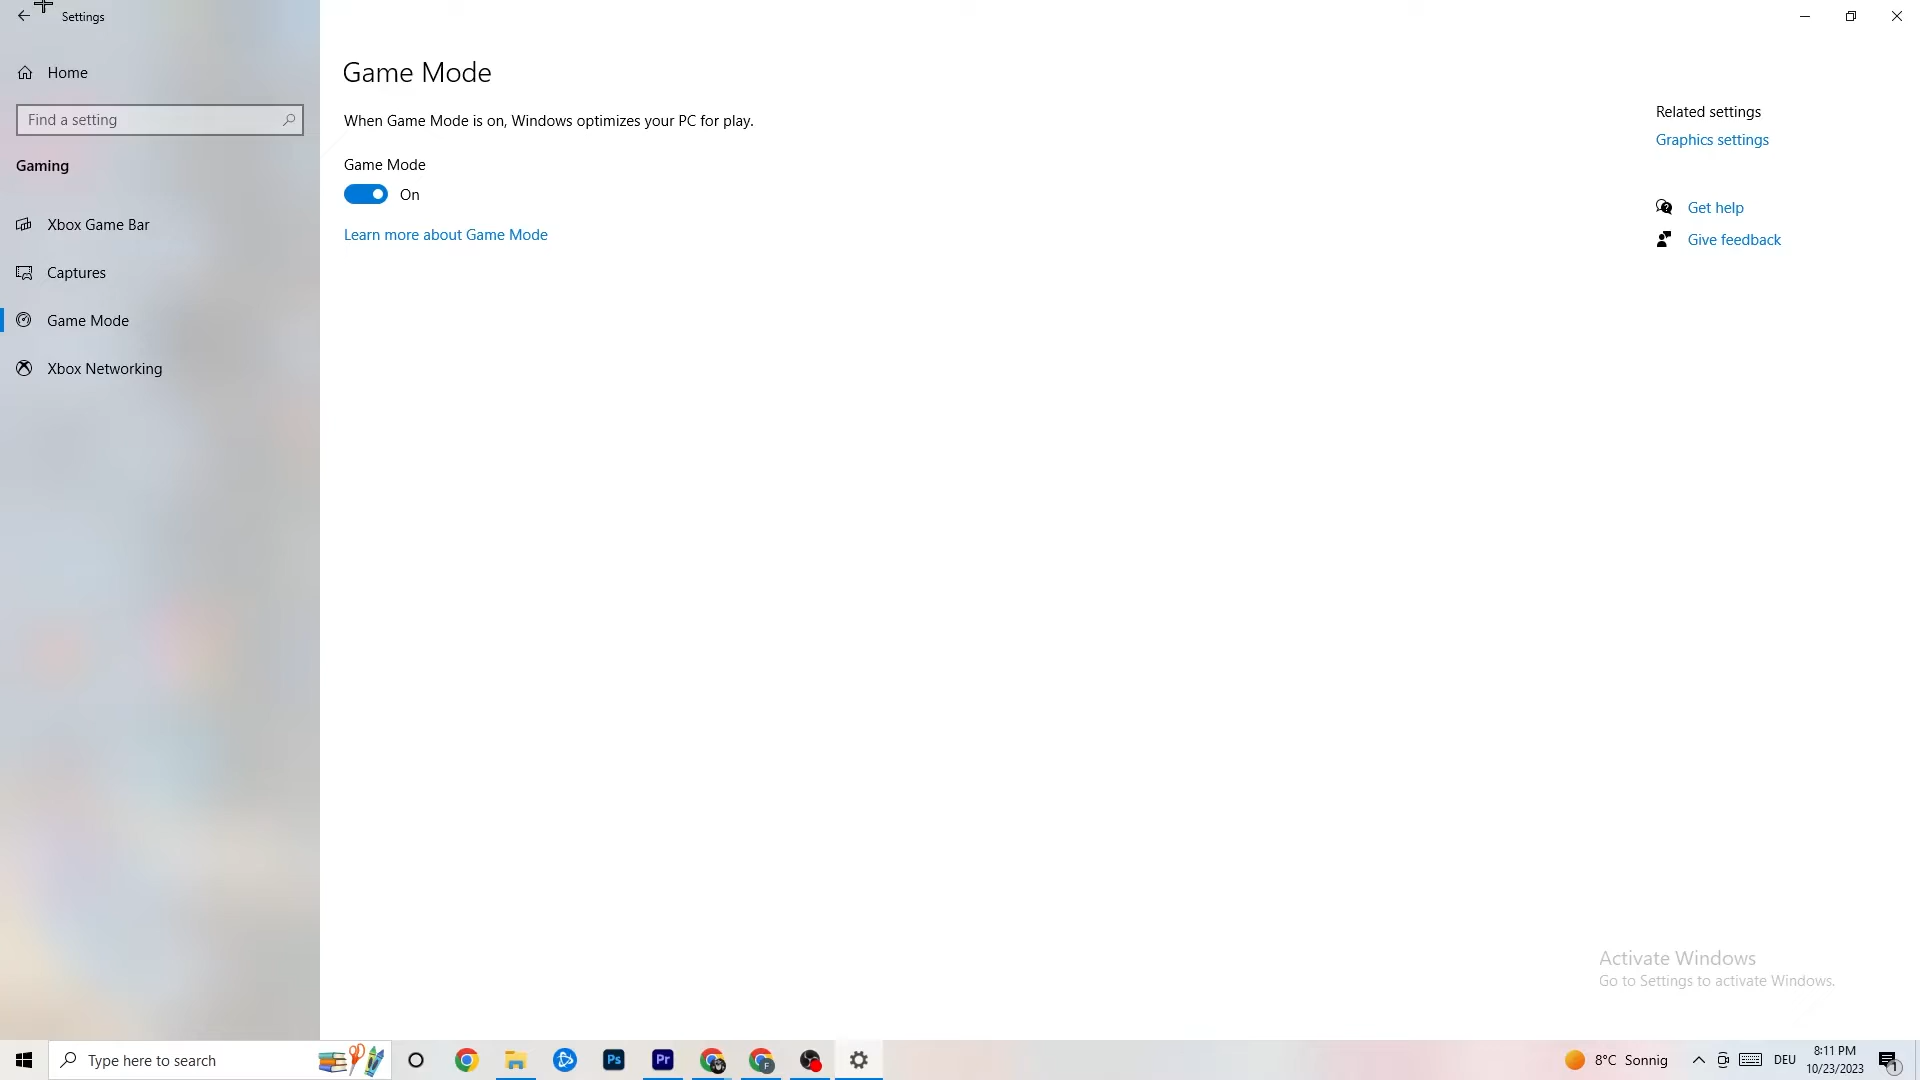 Settings
Home
Find a setting
Gaming
Xbox Game Bar
Captures
Game Mode
Xbox Networking
Game Mode
When Game Mode is on, Windows optimizes your PC for play.
Game Mode
On
Learn more about Game Mode
Related settings
Graphics settings
Get help
Give feedback
Activate Windows
Go to Settings to activate Windows.
Type here to search
Ps
Pr
F
8°C Sonnig
DEU
8:11 PM
10/23/2023
1